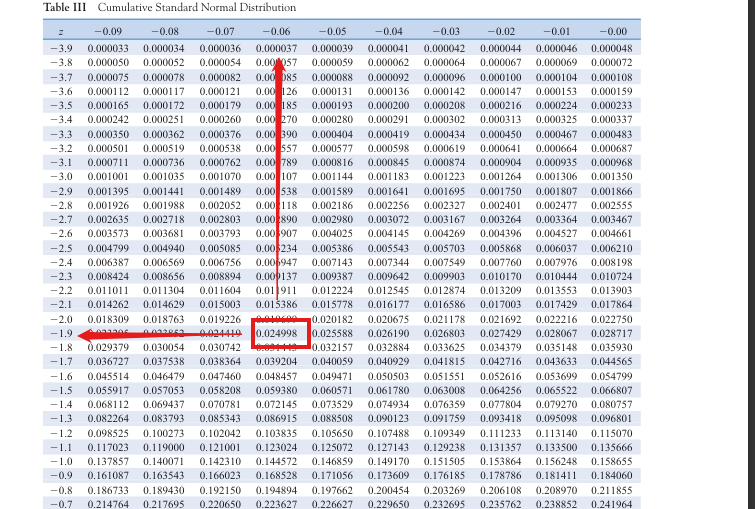 Table III Cumulative Standard Normal Distribution
z −0.09 −0.08 −0.07 −0.06 −0.05 −0.04 −0.03 −0.02 −0.01 −0.00
−3.9 0.000033 0.000034 0.000036 0.000037 0.000039 0.000041 0.000042 0.000044 0.000046 0.000048
−3.8 0.000050 0.000052 0.000054 0.000059 0.000062 0.000064 0.000067 0.000069 0.000072
−3.7 0.000075 0.000078 0.000082 0.000088 0.000092 0.000096 0.000100 0.000104 0.000108
−3.6 0.000112 0.000117 0.000121 0.000131 0.000136 0.000142 0.000147 0.000153 0.000159
−3.5 0.000165 0.000172 0.000179 0.000193 0.000200 0.000208 0.000216 0.000224 0.000233
−3.4 0.000242 0.000251 0.000260 0.000280 0.000291 0.000302 0.000313 0.000325 0.000337
−3.3 0.000350 0.000362 0.000376 0.000404 0.000419 0.000434 0.000450 0.000467 0.000483
−3.2 0.000501 0.000519 0.000538 0.000577 0.000598 0.000619 0.000641 0.000664 0.000687
−3.1 0.000711 0.000736 0.000762 0.000816 0.000845 0.000874 0.000904 0.000935 0.000968
−3.0 0.001001 0.001035 0.001070 0.001144 0.001183 0.001223 0.001264 0.001306 0.001350
−2.9 0.001395 0.001441 0.001489 0.001589 0.001641 0.001695 0.001750 0.001807 0.001866
−2.8 0.001926 0.001988 0.002052 0.002186 0.002256 0.002327 0.002401 0.002477 0.002555
−2.7 0.002635 0.002718 0.002803 0.002980 0.003072 0.003167 0.003264 0.003364 0.003467
−2.6 0.003573 0.003681 0.003793 0.004025 0.004145 0.004269 0.004396 0.004527 0.004661
−2.5 0.004799 0.004940 0.005085 0.005386 0.005543 0.005703 0.005868 0.006037 0.006210
−2.4 0.006387 0.006569 0.006756 0.007143 0.007344 0.007549 0.007760 0.007976 0.008198
−2.3 0.008424 0.008656 0.008894 0.009387 0.009642 0.009903 0.010170 0.010444 0.010724
−2.2 0.011011 0.011304 0.011604 0.012224 0.012545 0.012874 0.013209 0.013553 0.013903
−2.1 0.014262 0.014629 0.015003 0.015386 0.015778 0.016177 0.016586 0.017003 0.017429 0.017864
−2.0 0.018309 0.018763 0.019226 0.020182 0.020675 0.021178 0.021692 0.022216 0.022750
−1.9 0.024998 0.025588 0.026190 0.026803 0.027429 0.028067 0.028717
−1.8 0.029379 0.030054 0.030742 0.032157 0.032884 0.033625 0.034379 0.035148 0.035930
−1.7 0.036727 0.037538 0.038364 0.039204 0.040059 0.040929 0.041815 0.042716 0.043633 0.044565
−1.6 0.045514 0.046479 0.047460 0.048457 0.049471 0.050503 0.051551 0.052616 0.053699 0.054799
−1.5 0.055917 0.057053 0.058208 0.059380 0.060571 0.061780 0.063008 0.064256 0.065522 0.066807
−1.4 0.068112 0.069437 0.070781 0.072145 0.073529 0.074934 0.076359 0.077804 0.079270 0.080757
−1.3 0.082264 0.083793 0.085343 0.086915 0.088508 0.090123 0.091759 0.093418 0.095098 0.096801
−1.2 0.098525 0.100273 0.102042 0.103835 0.105650 0.107488 0.109349 0.111233 0.113140 0.115070
−1.1 0.117023 0.119000 0.121001 0.123024 0.125072 0.127143 0.129238 0.131357 0.133500 0.135666
−1.0 0.137857 0.140071 0.142310 0.144572 0.146859 0.149170 0.151505 0.153864 0.156248 0.158655
−0.9 0.161087 0.163543 0.166023 0.168528 0.171056 0.173609 0.176185 0.178786 0.181411 0.184060
−0.8 0.186733 0.189430 0.192150 0.194894 0.197662 0.200454 0.203269 0.206108 0.208970 0.211855
−0.7 0.214764 0.217695 0.220650 0.223627 0.226627 0.229650 0.232695 0.235762 0.238852 0.241964